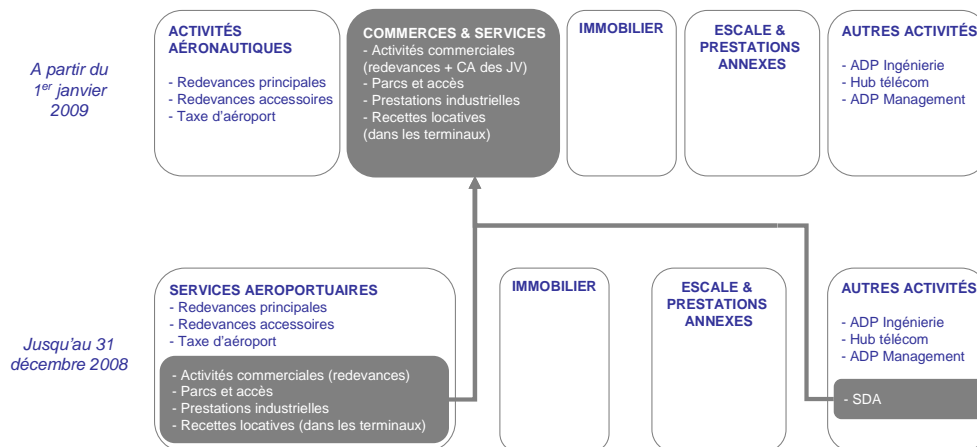 A partir du
1er janvier
2009
ACTIVITÉS
AÉRONAUTIQUES
- Redevances principales
- Redevances accessoires
- Taxe d'aéroport
COMMERCES & SERVICES
- Activités commerciales
(redevances + CA des JV)
- Parcs et accès
- Prestations industrielles
- Recettes locatives
(dans les terminaux)
IMMOBILIER
ESCALE &
PRESTATIONS
ANNEXES
AUTRES ACTIVITÉS
- ADP Ingénierie
- Hub télécom
- ADP Management
Jusqu'au 31
décembre 2008
SERVICES AEROPORTUAIRES
- Redevances principales
- Redevances accessoires
- Taxe d'aéroport
- Activités commerciales (redevances)
- Parcs et accès
- Prestations industrielles
- Recettes locatives (dans les terminaux)
IMMOBILIER
ESCALE &
PRESTATIONS
ANNEXES
AUTRES ACTIVITÉS
- ADP Ingénierie
- Hub télécom
- ADP Management
- SDA